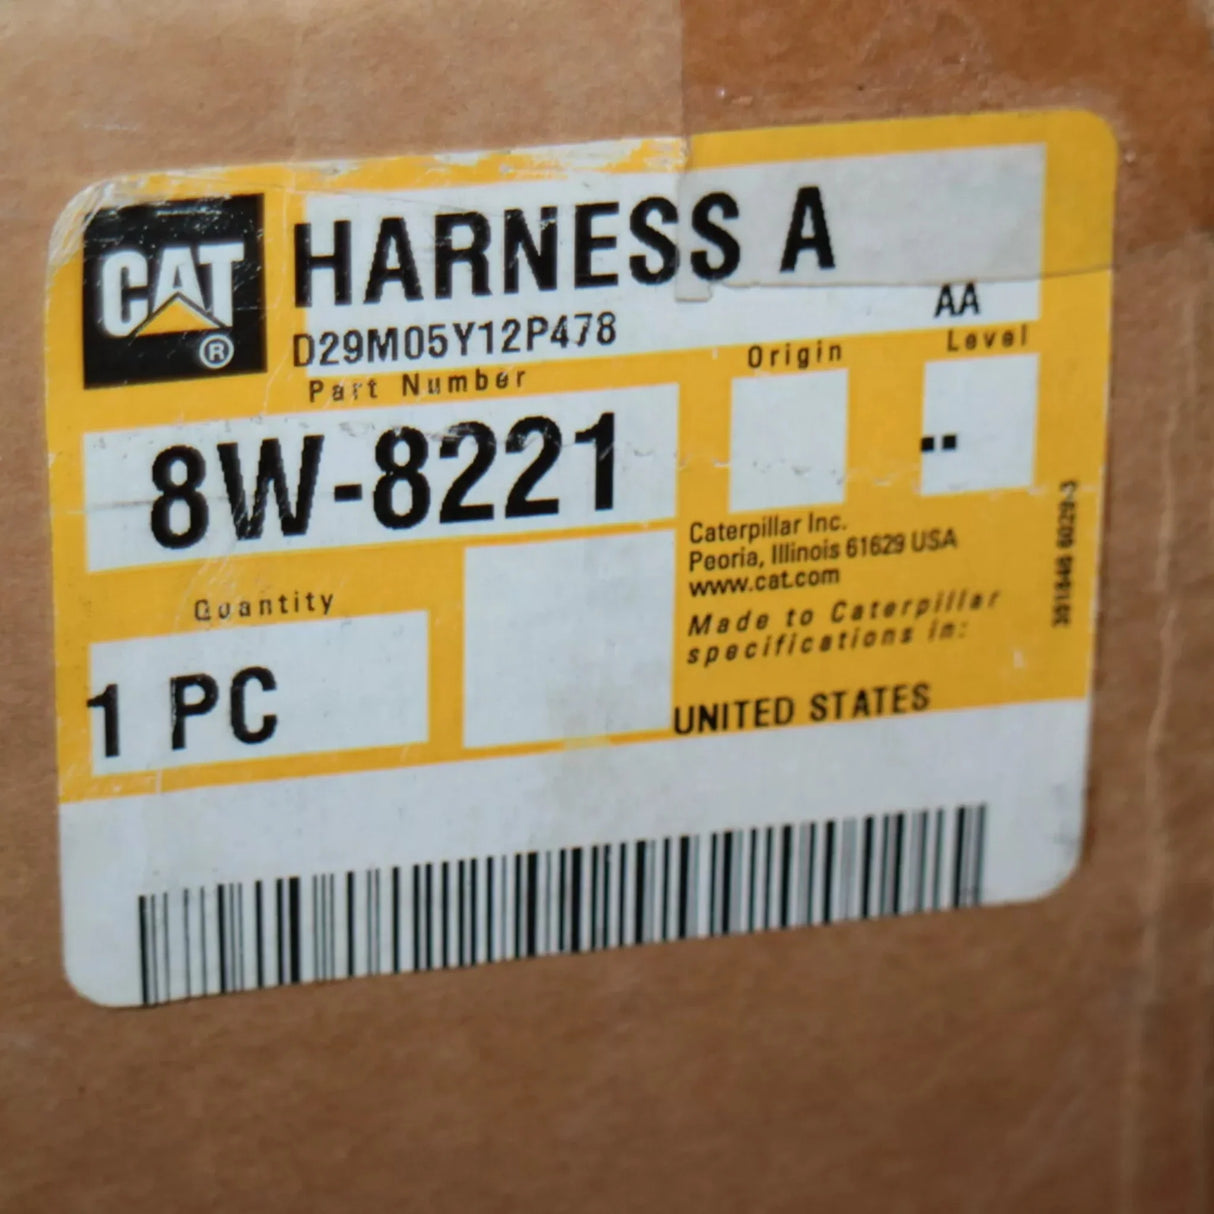 CAT®
HARNESS A
D29M05Y12P478
AA
Part Number
Origin
Level
8W-8221
..
Caterpillar Inc.
Peoria, Illinois 61629 USA
www.cat.com
Made to Caterpillar
specifications in:
UNITED STATES
Quantity
1 PC